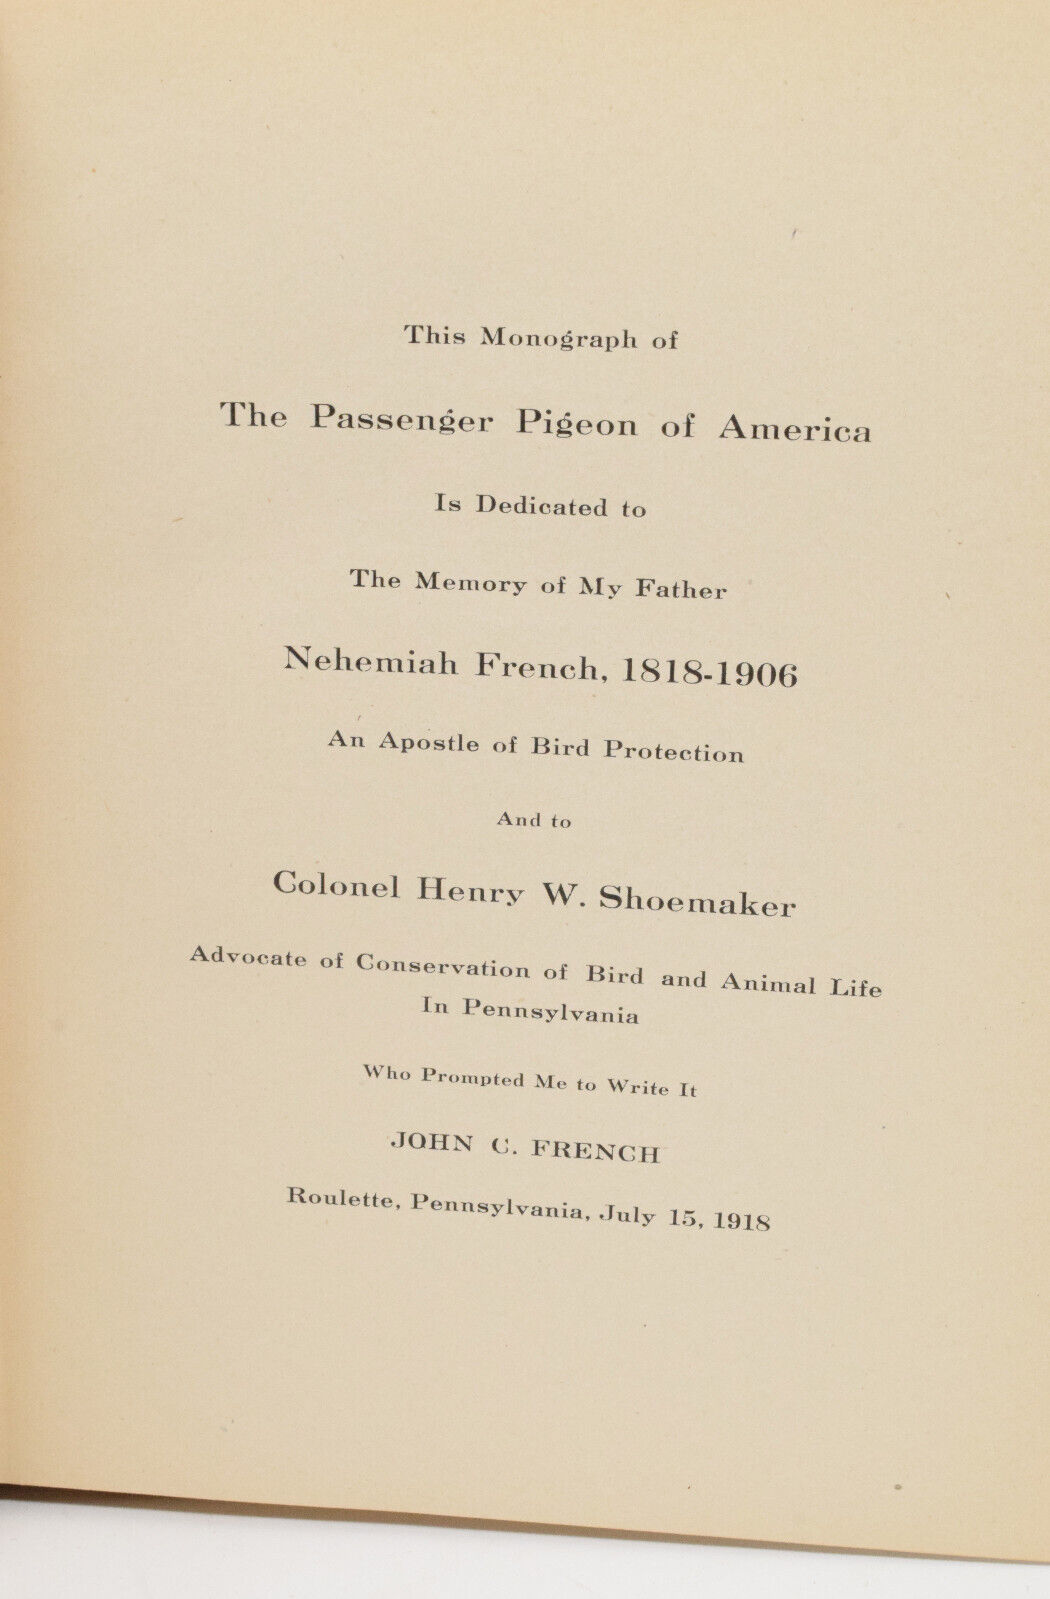 This Monograph of
The Passenger Pigeon of America
Is Dedicated to
The Memory of My Father
Nehemiah French, 1818-1906
An Apostle of Bird Protection
And to
Colonel Henry W. Shoemaker
Advocate of Conservation of Bird and Animal Life
In Pennsylvania
Who Prompted Me to Write It
JOHN C. FRENCH
Roulette, Pennsylvania, July 15, 1918